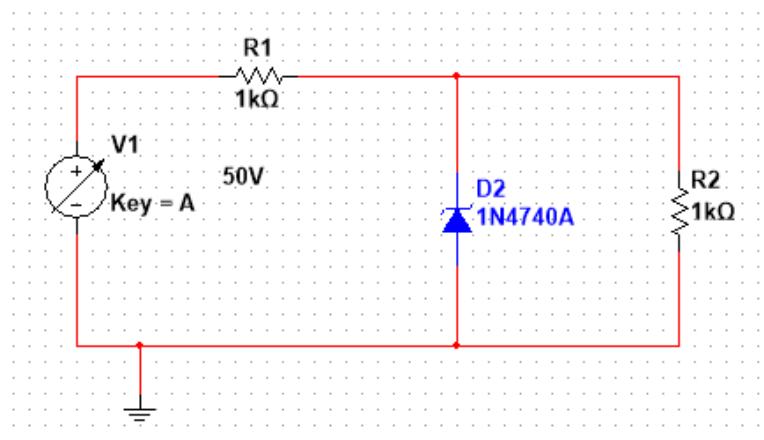 R1
1kΩ
V1
50V
Key = A
D2
1N4740A
R2
1kΩ